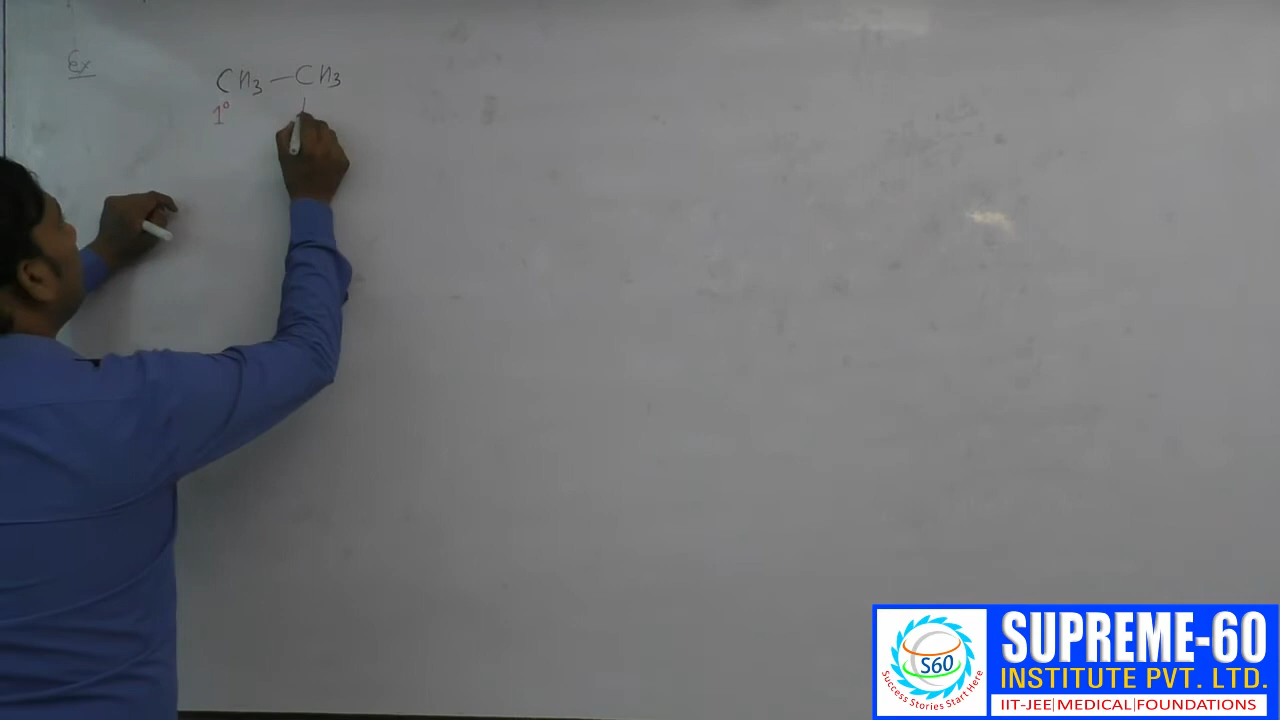 Ex
CH3 — CH3
1°
S60
Success Stories Start Here
SUPREME-60
INSTITUTE PVT. LTD.
IIT-JEE|MEDICAL|FOUNDATIONS